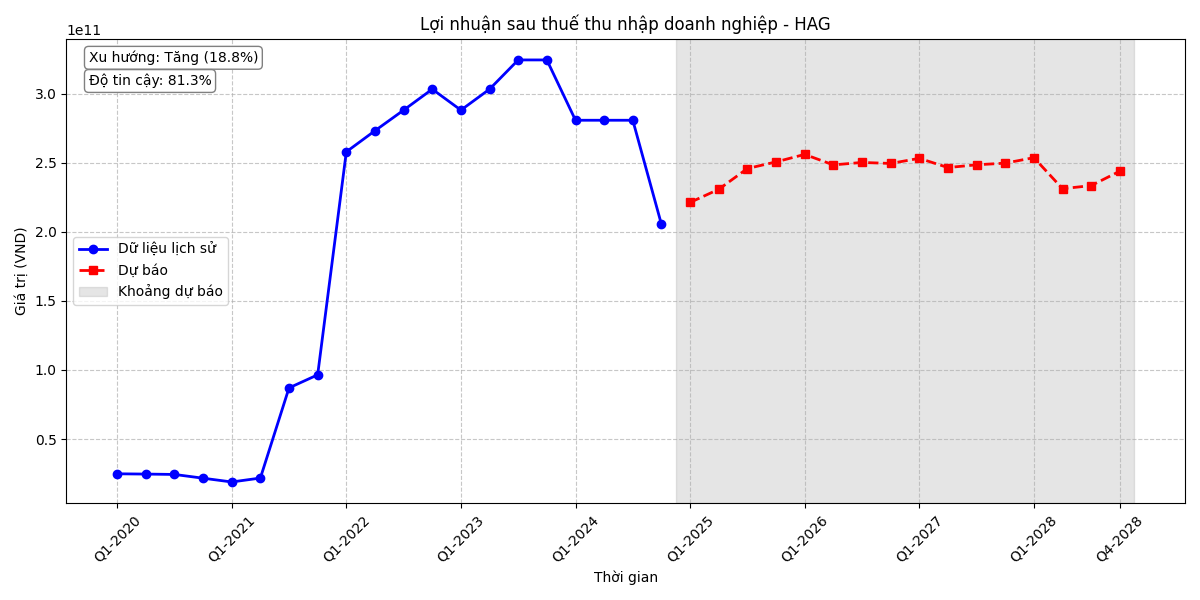 Lợi nhuận sau thuế thu nhập doanh nghiệp - HAG
1e11
Xu hướng: Tăng (18.8%)
Độ tin cậy: 81.3%
3.0
2.5
2.0
1.5
1.0
0.5
Giá trị (VND)
Dữ liệu lịch sử
Dự báo
Khoảng dự báo
Q1-2020
Q1-2021
Q1-2022
Q1-2023
Q1-2024
Q1-2025
Q1-2026
Q1-2027
Q1-2028
Q4-2028
Thời gian